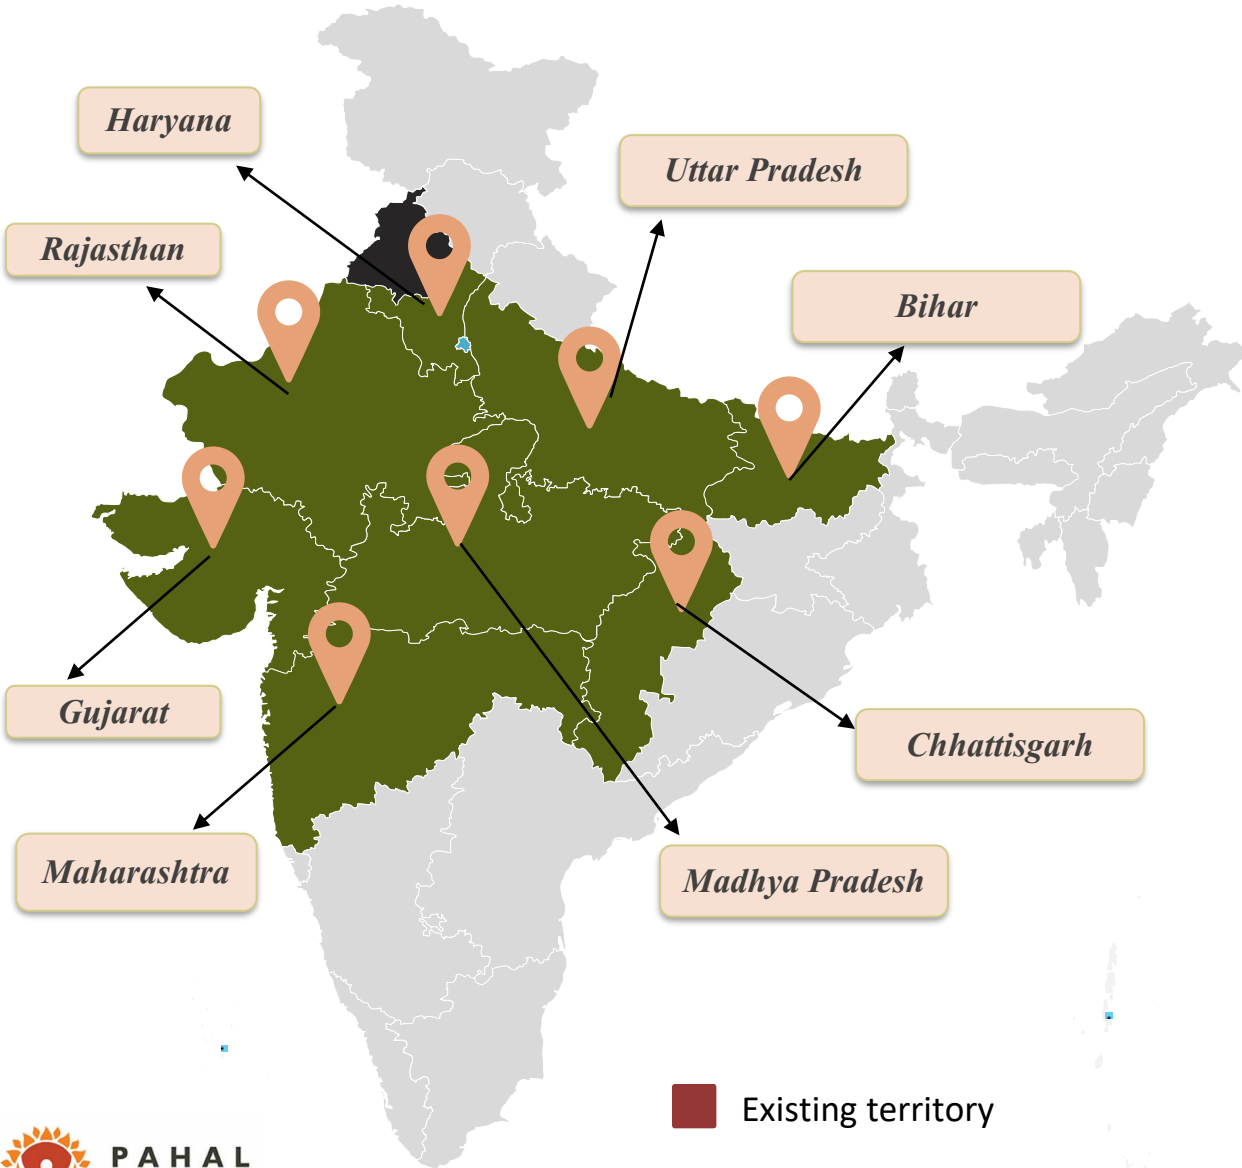 Haryana
Uttar Pradesh
Rajasthan
Bihar
Gujarat
Chhattisgarh
Maharashtra
Madhya Pradesh
Existing territory
PAHAL